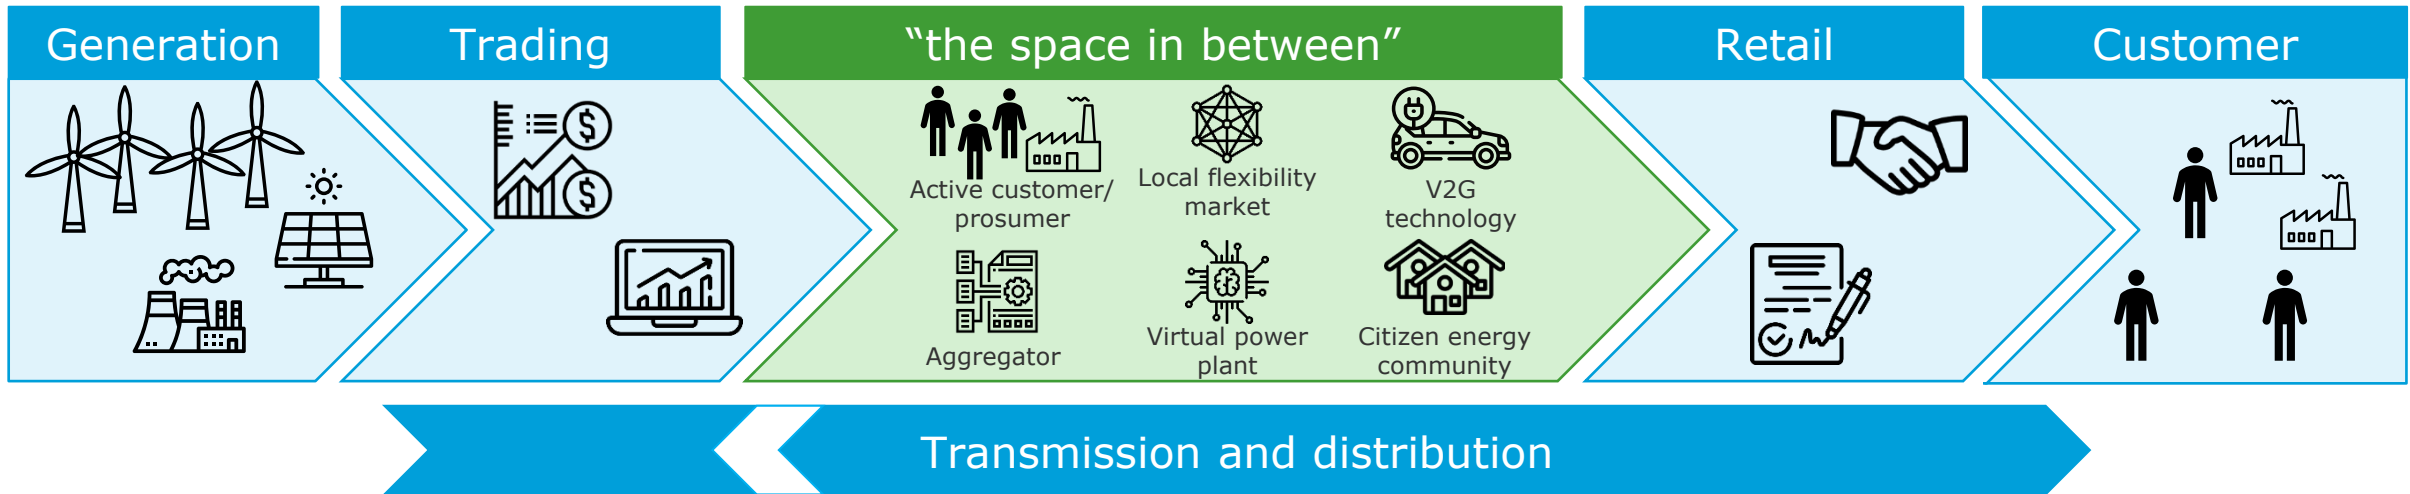 Generation
Trading
“the space in between”
Retail
Customer
Active customer/
prosumer
Local flexibility
market
V2G
technology
Aggregator
Virtual power
plant
Citizen energy
community
Transmission and distribution